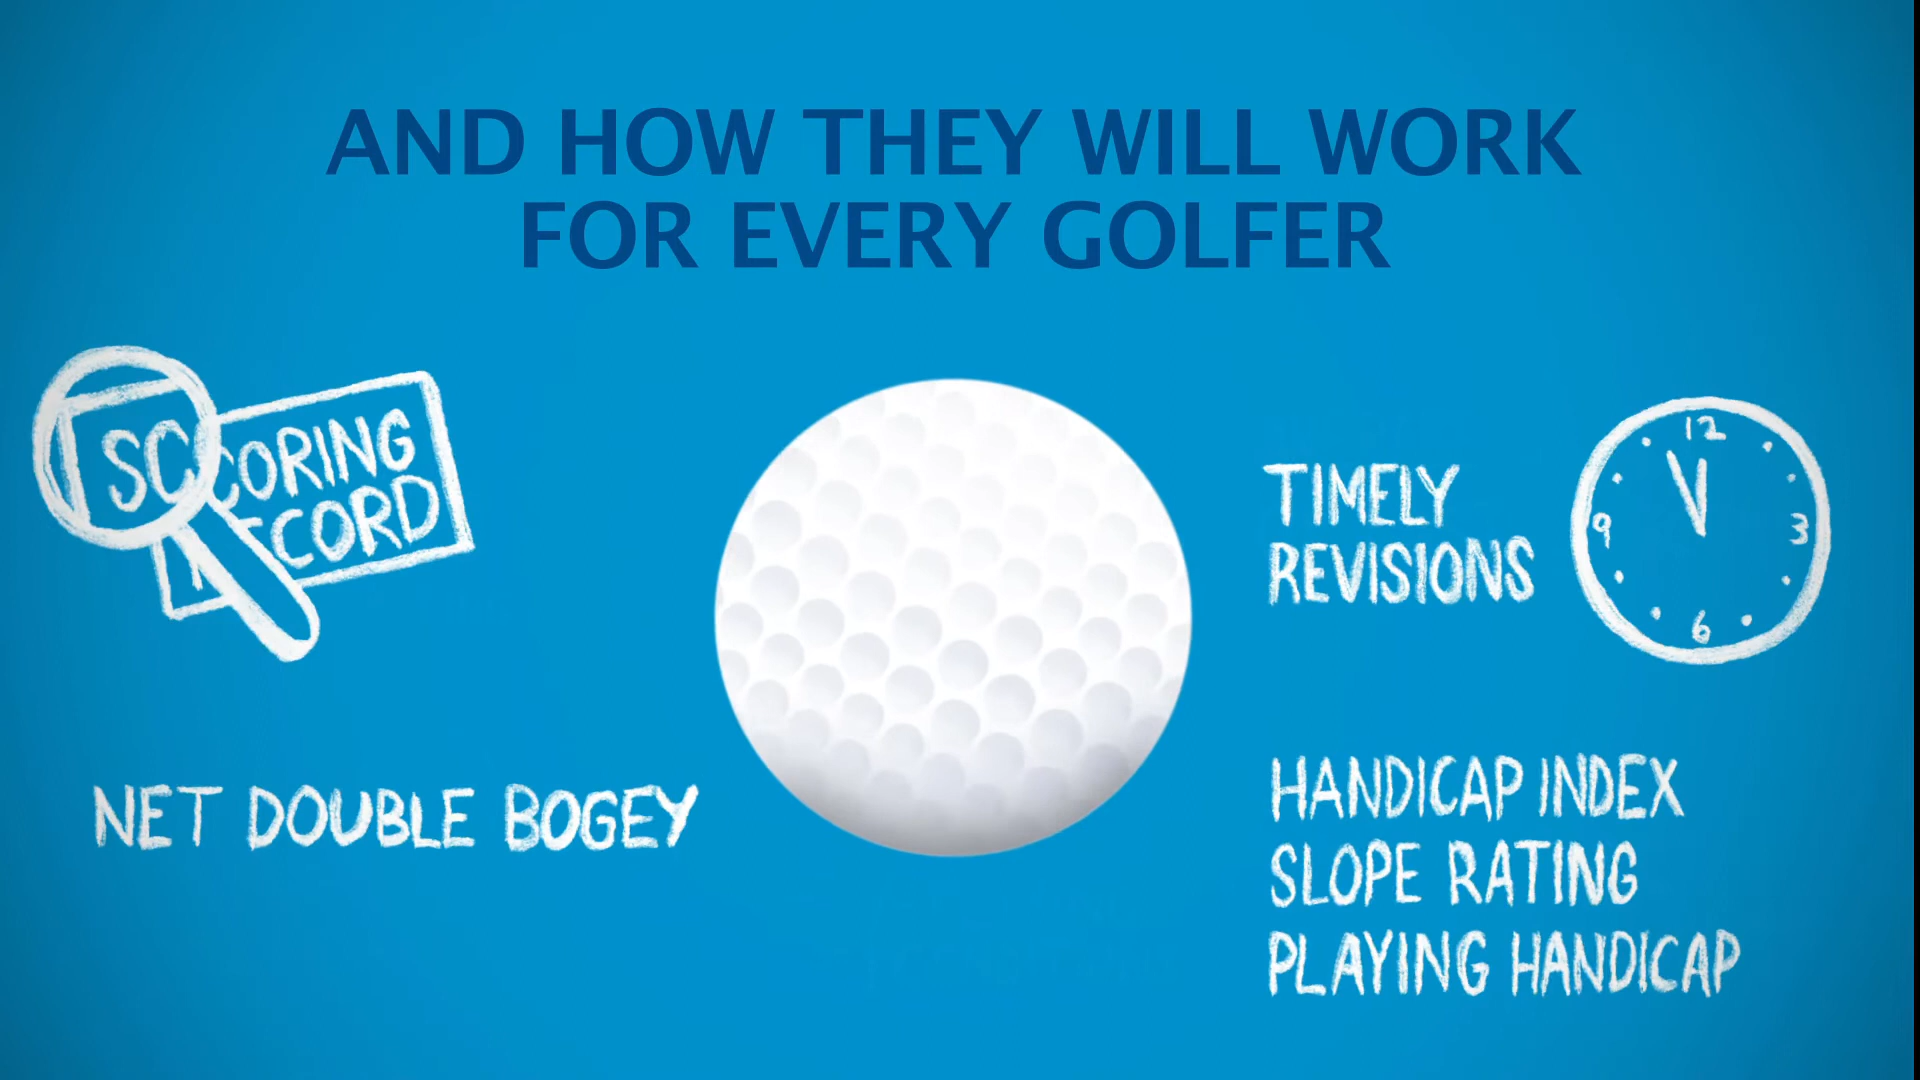 AND HOW THEY WILL WORK
FOR EVERY GOLFER
SCORING
CORD
TIMELY
REVISIONS
12
3
6
9
NET DOUBLE BOGEY
HANDICAP INDEX
SLOPE RATING
PLAYING HANDICAP